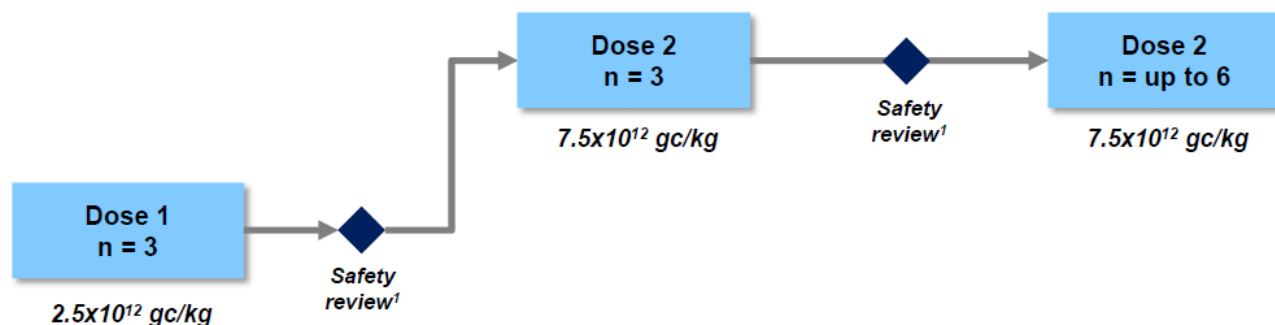 Dose 1
n = 3
2.5x10¹² gc/kg
Safety
review¹
Dose 2
n = 3
7.5x10¹² gc/kg
Safety
review¹
Dose 2
n = up to 6
7.5x10¹² gc/kg